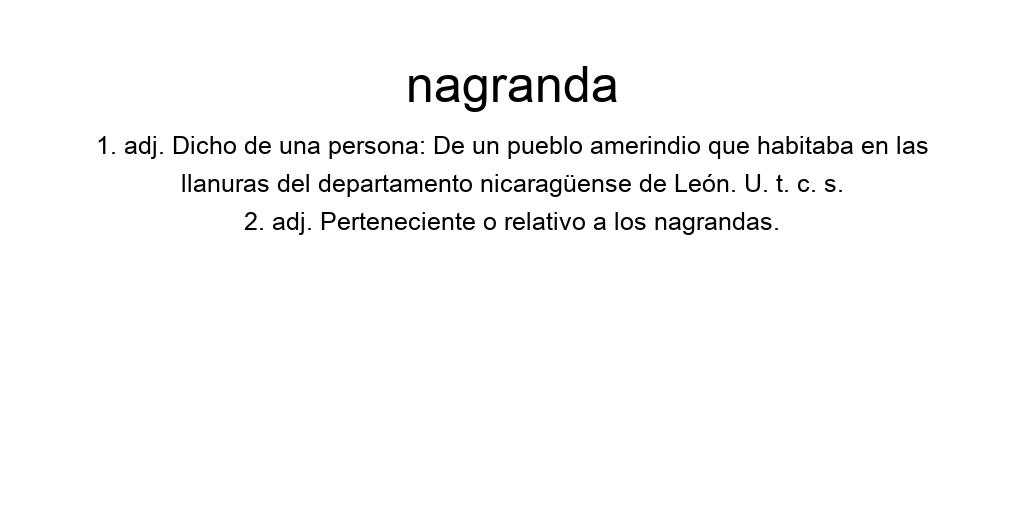 nagranda
1. adj. Dicho de una persona: De un pueblo amerindio que habitaba en las
llanuras del departamento nicaragüense de León. U. t. c. s.
2. adj. Perteneciente o relativo a los nagrandas.